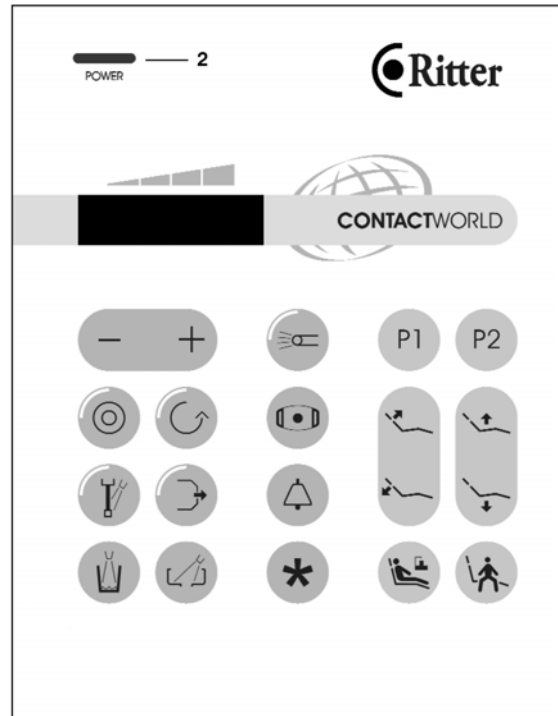 2
POWER
Ritter
CONTACTWORLD
− +
P1 P2
*